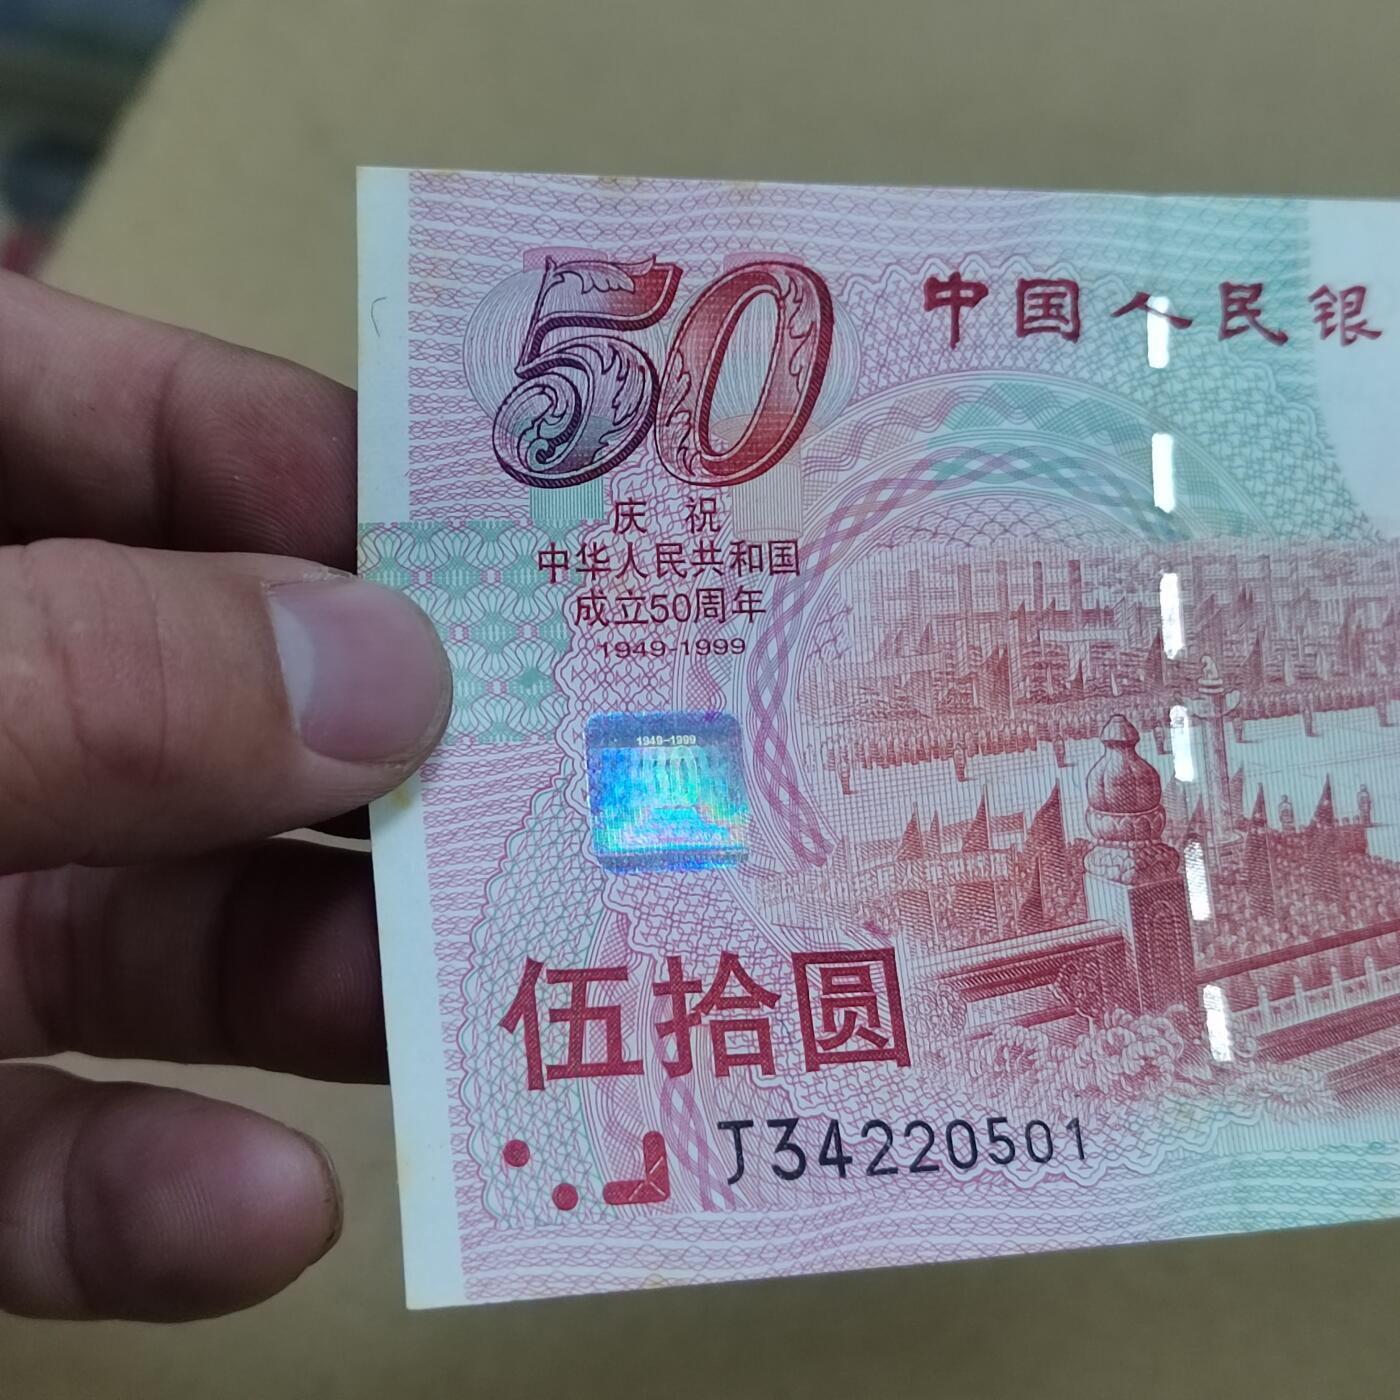 50
中国人民银
庆 祝
中华人民共和国
成立50周年
1949-1999
1949-1999
伍拾圆
J34220501